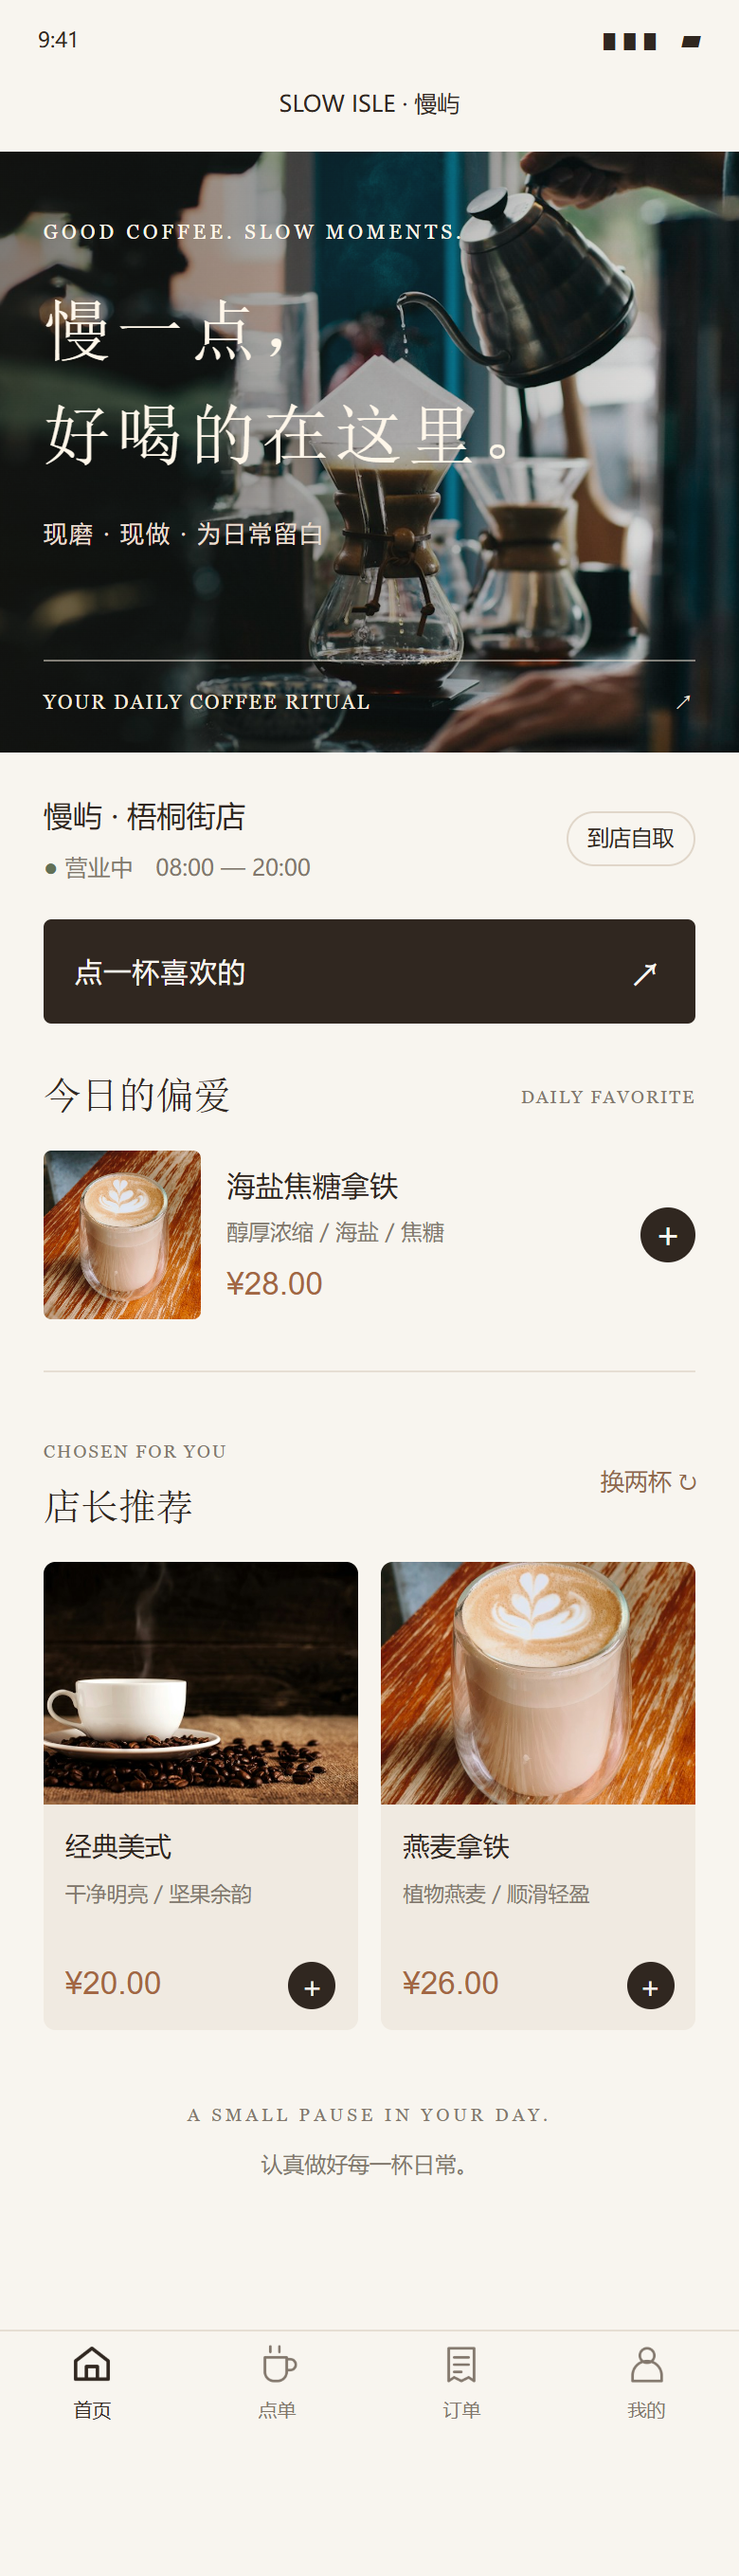 9:41
SLOW ISLE · 慢屿
GOOD COFFEE. SLOW MOMENTS.
慢一点，
好喝的在这里。
现磨 · 现做 · 为日常留白
YOUR DAILY COFFEE RITUAL ↗
慢屿 · 梧桐街店
到店自取
● 营业中 08:00 — 20:00
点一杯喜欢的 ↗
今日的偏爱
DAILY FAVORITE
海盐焦糖拿铁
醇厚浓缩 / 海盐 / 焦糖
¥28.00
+
CHOSEN FOR YOU
店长推荐
换两杯 ↻
经典美式
干净明亮 / 坚果余韵
¥20.00
+
燕麦拿铁
植物燕麦 / 顺滑轻盈
¥26.00
+
A SMALL PAUSE IN YOUR DAY.
认真做好每一杯日常。
首页
点单
订单
我的